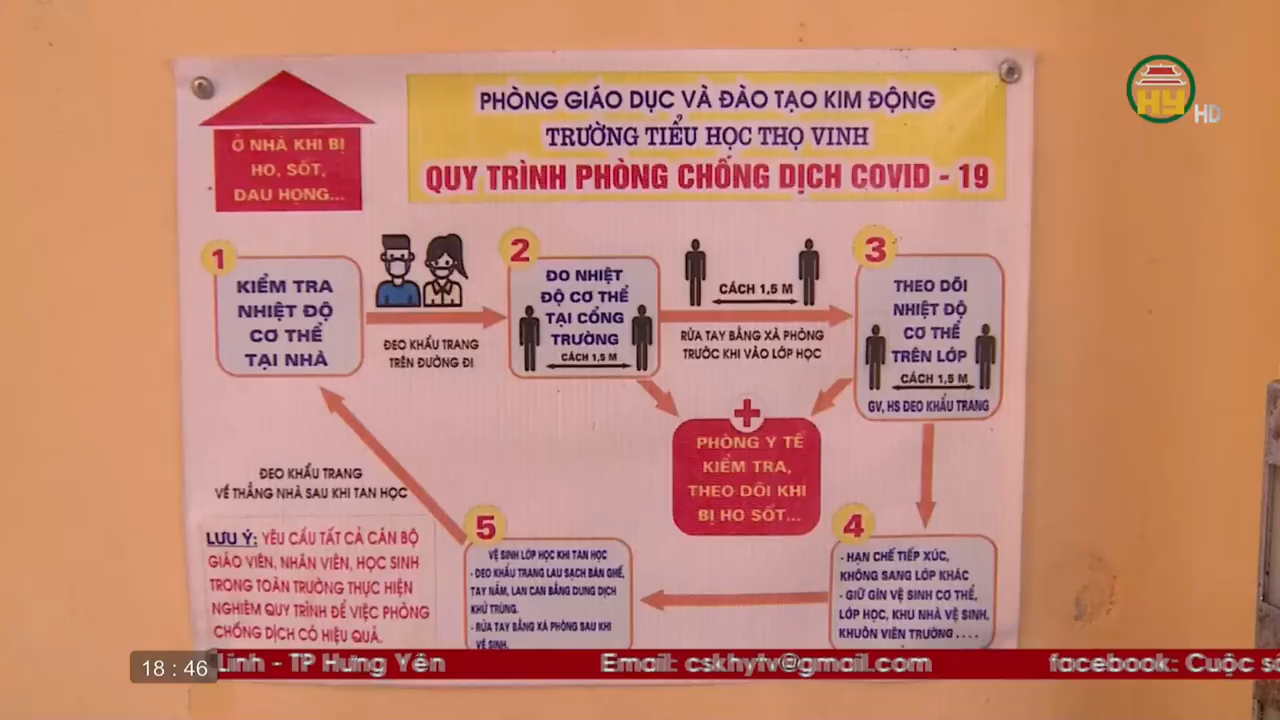 HY HD
PHÒNG GIÁO DỤC VÀ ĐÀO TẠO KIM ĐỘNG
TRƯỜNG TIỂU HỌC THỌ VINH
QUY TRÌNH PHÒNG CHỐNG DỊCH COVID - 19
Ở NHÀ KHI BỊ
HO, SỐT,
ĐAU HỌNG...
1
KIỂM TRA
NHIỆT ĐỘ
CƠ THỂ
TẠI NHÀ
ĐEO KHẨU TRANG
TRÊN ĐƯỜNG ĐI
2
ĐO NHIỆT
ĐỘ CƠ THỂ
TẠI CỔNG
TRƯỜNG
CÁCH 1,5 M
CÁCH 1,5 M
RỬA TAY BẰNG XÀ PHÒNG
TRƯỚC KHI VÀO LỚP HỌC
3
THEO DÕI
NHIỆT ĐỘ
CƠ THỂ
TRÊN LỚP
CÁCH 1,5 M
GV, HS ĐEO KHẨU TRANG
PHÒNG Y TẾ
KIỂM TRA,
THEO DÕI KHI
BỊ HO SỐT...
4
- HẠN CHẾ TIẾP XÚC,
KHÔNG SANG LỚP KHÁC
- GIỮ GÌN VỆ SINH CƠ THỂ,
LỚP HỌC, KHU NHÀ VỆ SINH,
KHUÔN VIÊN TRƯỜNG ....
5
VỆ SINH LỚP HỌC KHI TAN HỌC
- ĐEO KHẨU TRANG LAU SẠCH BÀN GHẾ,
TAY NẮM, LAN CAN BẰNG DUNG DỊCH
KHỬ TRÙNG.
- RỬA TAY BẰNG XÀ PHÒNG SAU KHI
VỆ SINH.
ĐEO KHẨU TRANG
VỀ THẲNG NHÀ SAU KHI TAN HỌC
LƯU Ý: YÊU CẦU TẤT CẢ CÁN BỘ
GIÁO VIÊN, NHÂN VIÊN, HỌC SINH
TRONG TOÀN TRƯỜNG THỰC HIỆN
NGHIÊM QUY TRÌNH ĐỂ VIỆC PHÒNG
CHỐNG DỊCH CÓ HIỆU QUẢ.
18 : 46 Linh - TP Hưng Yên Email: cskhytv@gmail.com facebook: Cuộc số